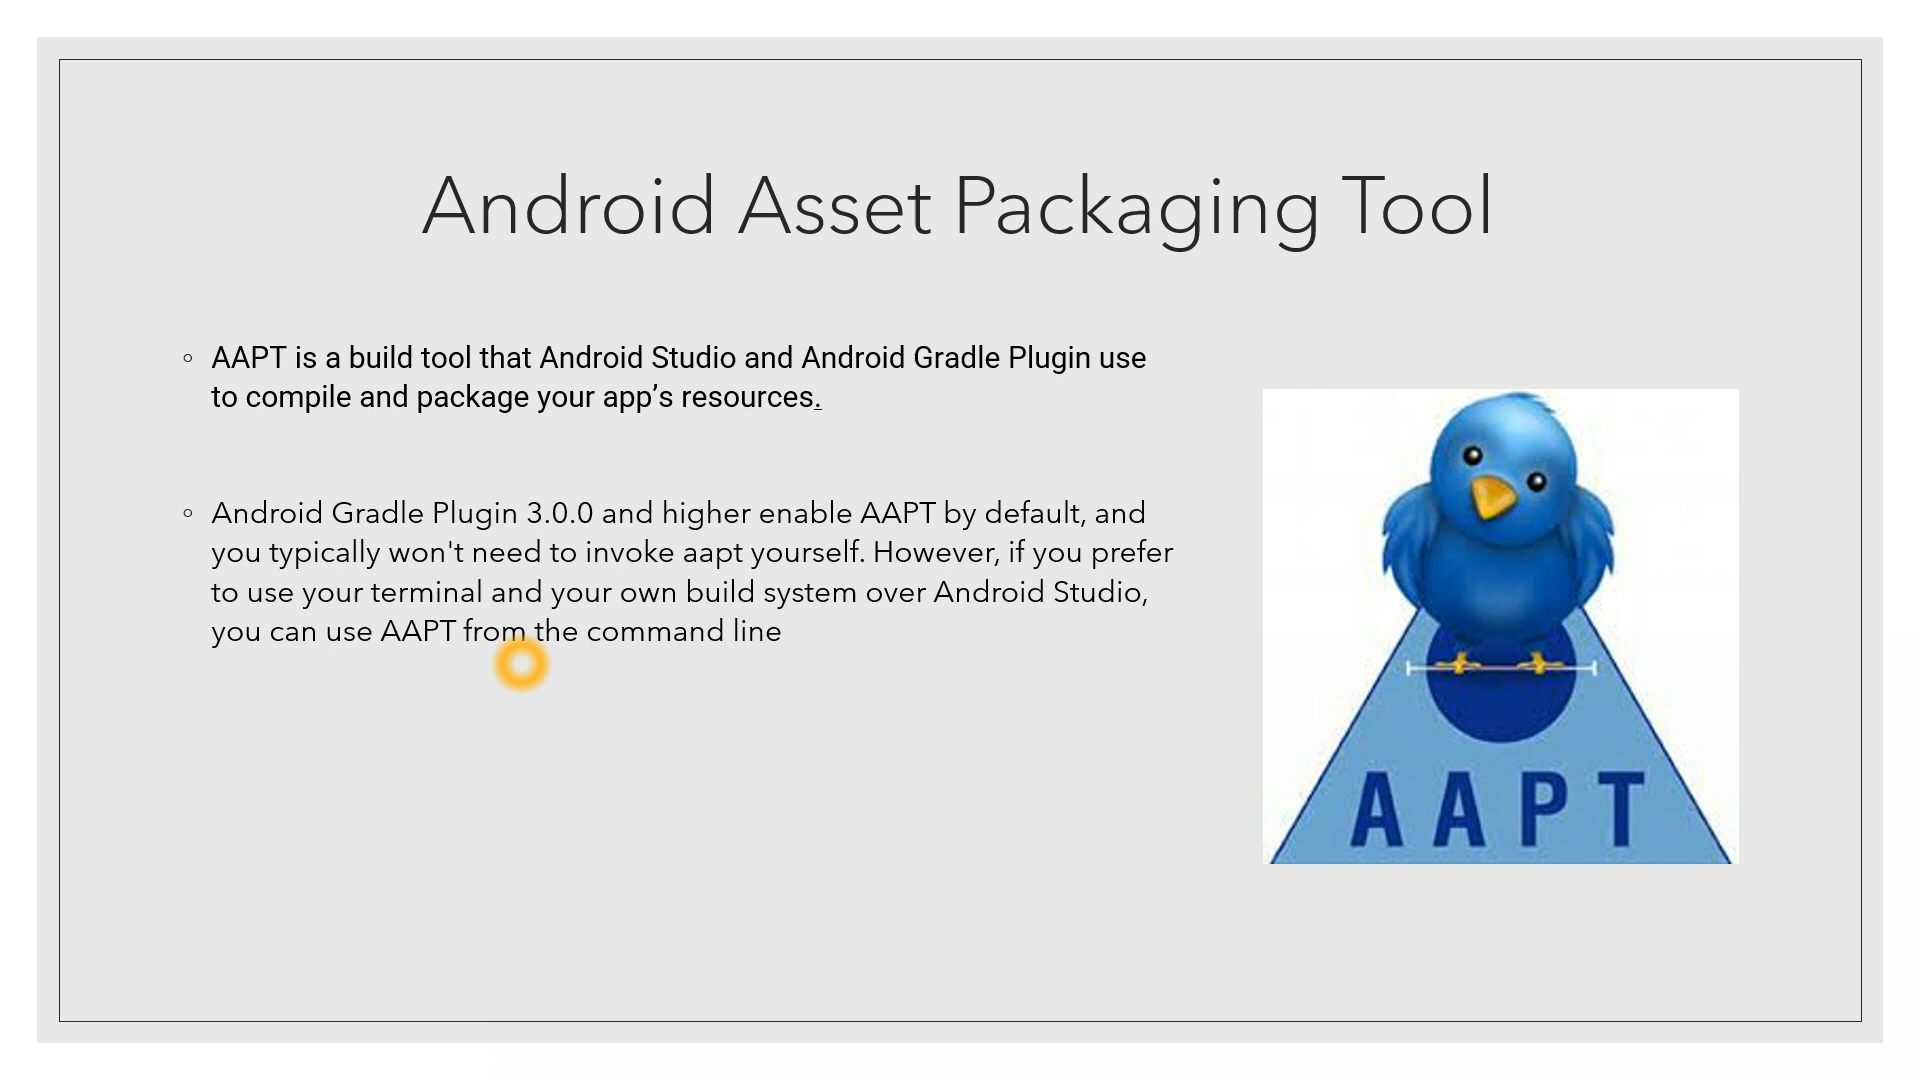 Android Asset Packaging Tool
◦ AAPT is a build tool that Android Studio and Android Gradle Plugin use
to compile and package your app’s resources.
◦ Android Gradle Plugin 3.0.0 and higher enable AAPT by default, and
you typically won't need to invoke aapt yourself. However, if you prefer
to use your terminal and your own build system over Android Studio,
you can use AAPT from the command line
AAPT